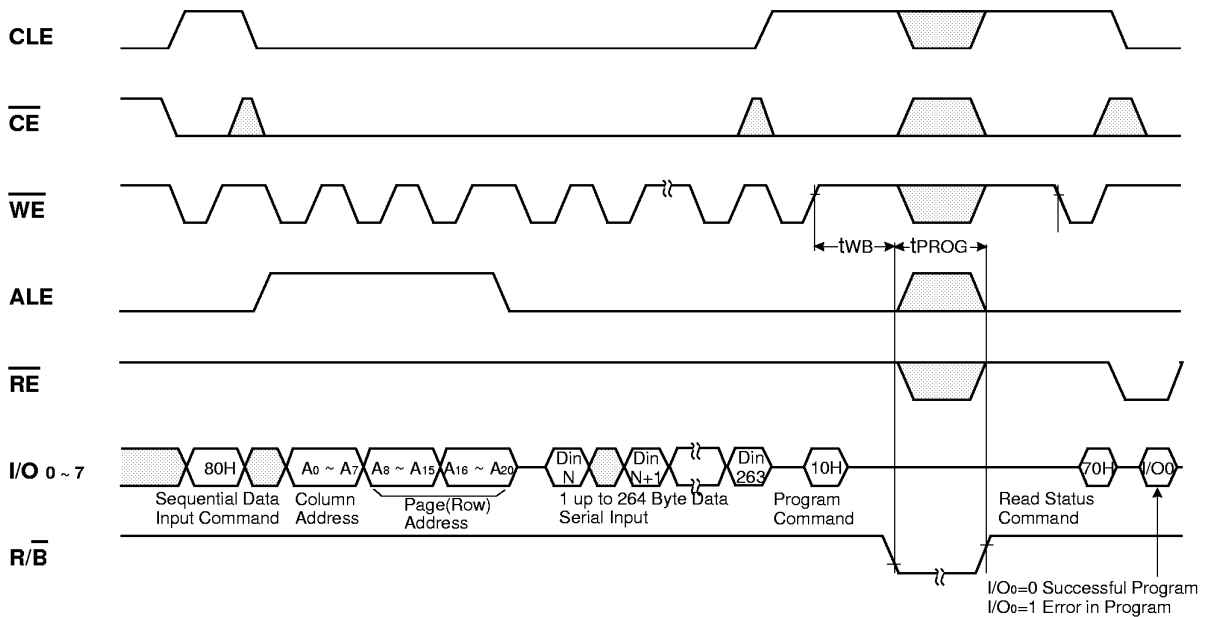 CLE
CE
WE
tWB tPROG
ALE
RE
I/O 0 ~ 7 80H A0 ~ A7 A8 ~ A15 A16 ~ A20 Din N Din N+1 Din 263 10H 70H I/O0
Sequential Data Input Command
Column Address
Page(Row) Address
1 up to 264 Byte Data Serial Input
Program Command
Read Status Command
R/B
I/O0=0 Successful Program
I/O0=1 Error in Program